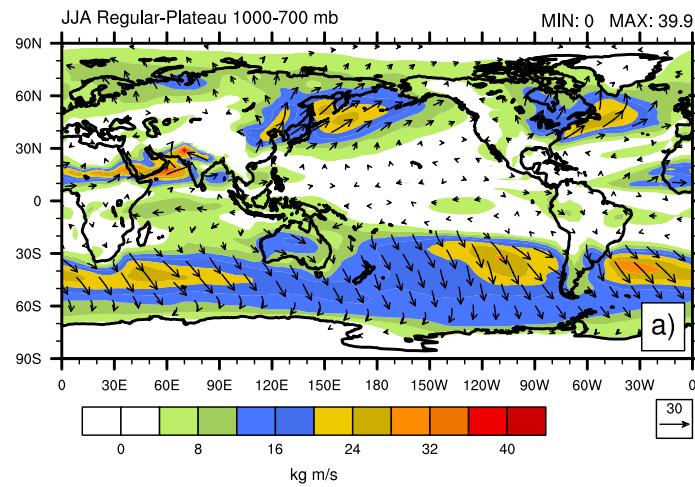 JJA Regular-Plateau 1000-700 mb MIN: 0 MAX: 39.9
90N
60N
30N
0
30S
60S
90S
a)
0 30E 60E 90E 120E 150E 180 150W 120W 90W 60W 30W 0
0 8 16 24 32 40
30
kg m/s